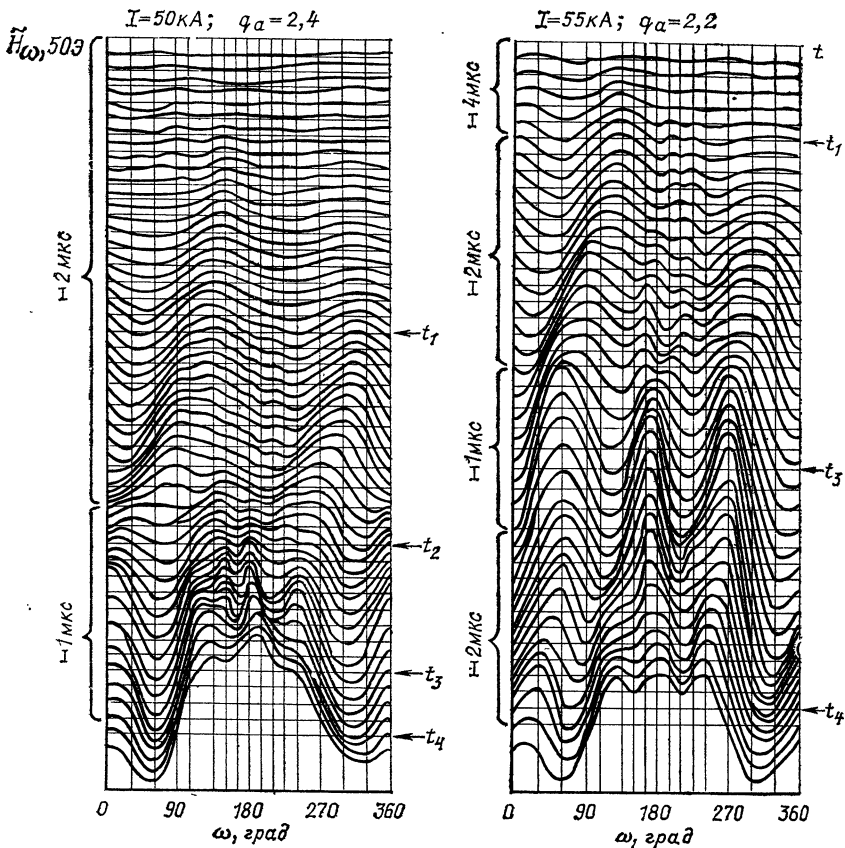 I=50кА; qa=2,4
H̃ω, 50Э
⌶2мкс
⌶1мкс
t1
t2
t3
t4
0 90 180 270 360
ω, град
I=55кА; qa=2,2
t
⌶4мкс
⌶2мкс
⌶1мкс
⌶2мкс
t1
t3
t4
0 90 180 270 360
ω, град